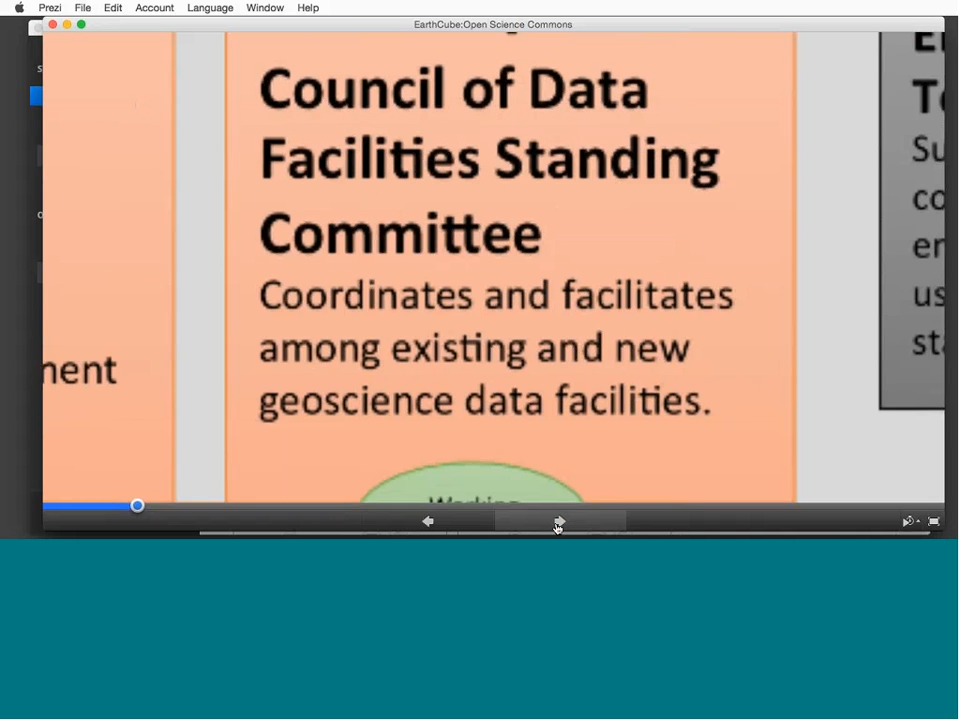 Prezi File Edit Account Language Window Help
EarthCube:Open Science Commons
Council of Data
Facilities Standing
Committee
Coordinates and facilitates
among existing and new
geoscience data facilities.
Working